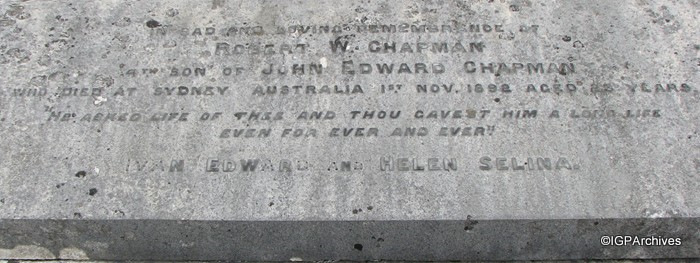 IN SAD AND LOVING REMEMBRANCE OF
ROBERT W. CHAPMAN
4TH SON OF JOHN EDWARD CHAPMAN
WHO DIED AT SYDNEY AUSTRALIA 1ST NOV. 1898 AGED YEARS.
"HE ASKED LIFE OF THEE AND THOU GAVEST HIM A LONG LIFE
EVEN FOR EVER AND EVER"
IVAN EDWARD AND HELEN SELINA.
©IGPArchives